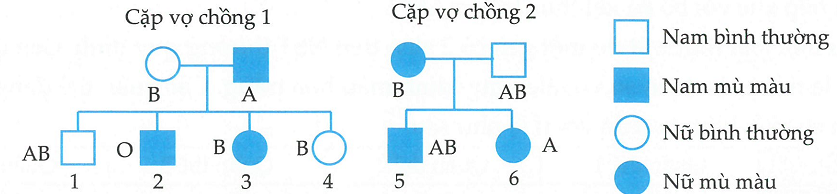 Cặp vợ chồng 1
Cặp vợ chồng 2
B A
B AB
AB O B B
AB A
1 2 3 4
5 6
Nam bình thường
Nam mù màu
Nữ bình thường
Nữ mù màu